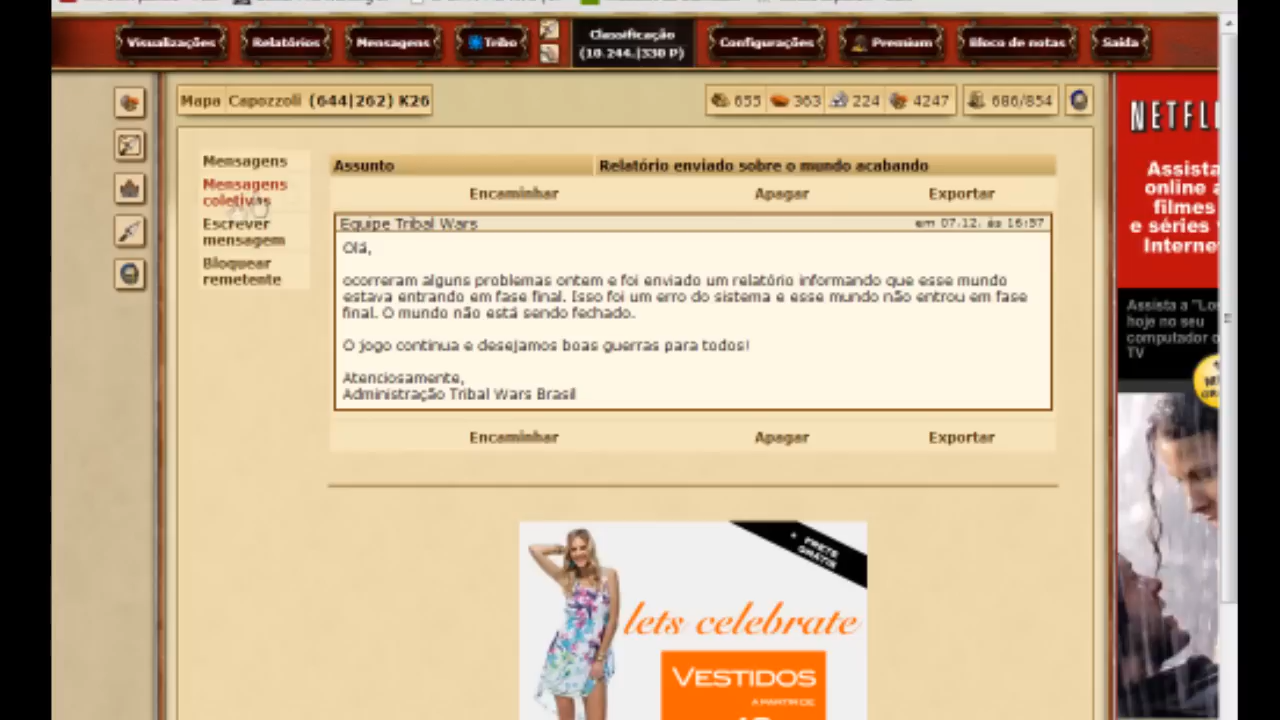 Visualizações Relatórios Mensagens Tribo Classificação (10.244.|330 P) Configurações Premium Bloco de notas Saída
Mapa Capozzoli (644|262) K26 655 363 224 4247 686/854
Mensagens
Mensagens coletivas
Escrever mensagem
Bloquear remetente
Assunto Relatório enviado sobre o mundo acabando
Encaminhar Apagar Exportar
Equipe Tribal Wars em 07.12. às 16:57
Olá,
ocorreram alguns problemas ontem e foi enviado um relatório informando que esse mundo
estava entrando em fase final. Isso foi um erro do sistema e esse mundo não entrou em fase
final. O mundo não está sendo fechado.
O jogo continua e desejamos boas guerras para todos!
Atenciosamente,
Administração Tribal Wars Brasil
Encaminhar Apagar Exportar
FRETE
GRÁTIS
lets celebrate
VESTIDOS
A PARTIR DE
NETFL
Assista
online a
filmes
e séries
Interne
Assista a "Lo
hoje no seu
computador o
TV